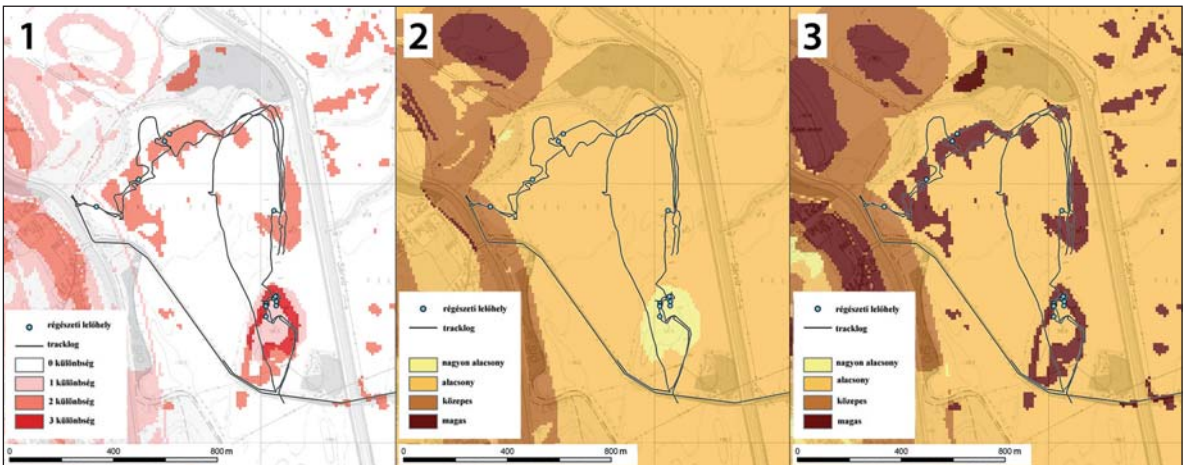 1
régészeti lelőhely
tracklog
0 különbség
1 különbség
2 különbség
3 különbség
0 400 800 m
2
régészeti lelőhely
tracklog
nagyon alacsony
alacsony
közepes
magas
0 400 800 m
3
régészeti lelőhely
tracklog
nagyon alacsony
alacsony
közepes
magas
0 400 800 m